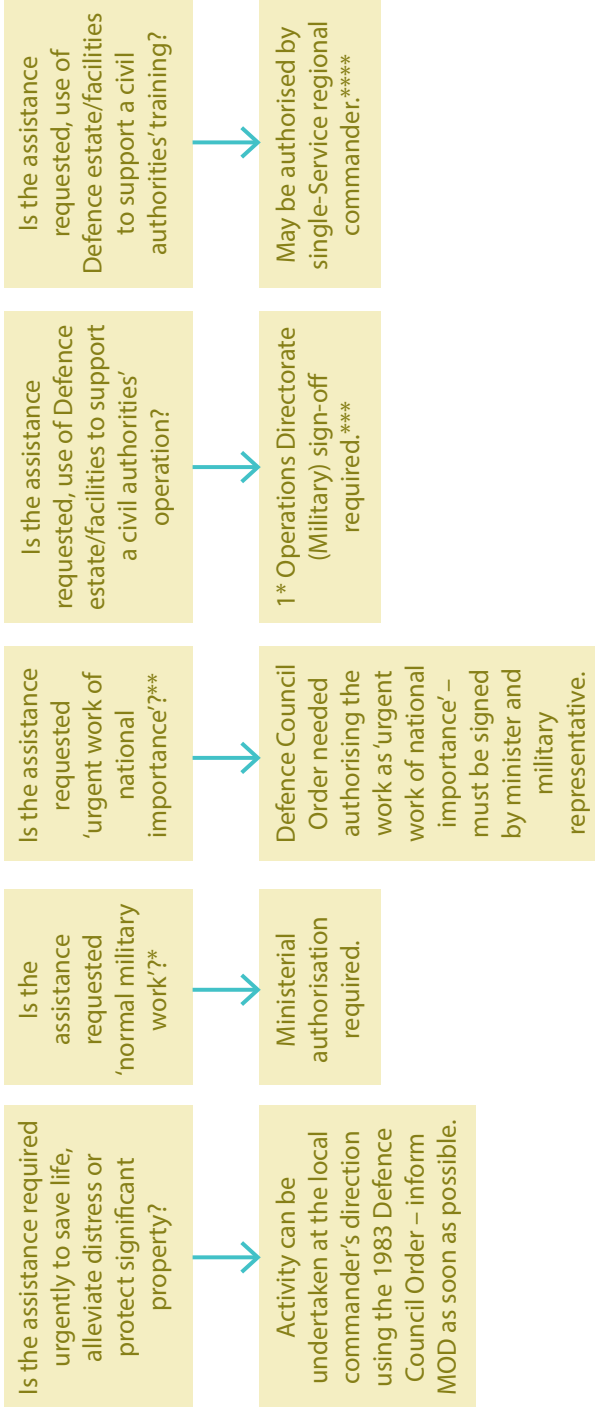 Is the assistance required
urgently to save life,
alleviate distress or
protect significant
property?
Activity can be
undertaken at the local
commander’s direction
using the 1983 Defence
Council Order – inform
MOD as soon as possible.
Is the
assistance
requested
‘normal military
work’?*
Ministerial
authorisation
required.
Is the assistance
requested
‘urgent work of
national
importance’?**
Defence Council
Order needed
authorising the
work as ‘urgent
work of national
importance’ –
must be signed
by minister and
military
representative.
Is the assistance
requested, use of Defence
estate/facilities to support
a civil authorities’
operation?
1* Operations Directorate
(Military) sign-off
required.***
Is the assistance
requested, use of
Defence estate/facilities
to support a civil
authorities’ training?
May be authorised by
single-Service regional
commander.****